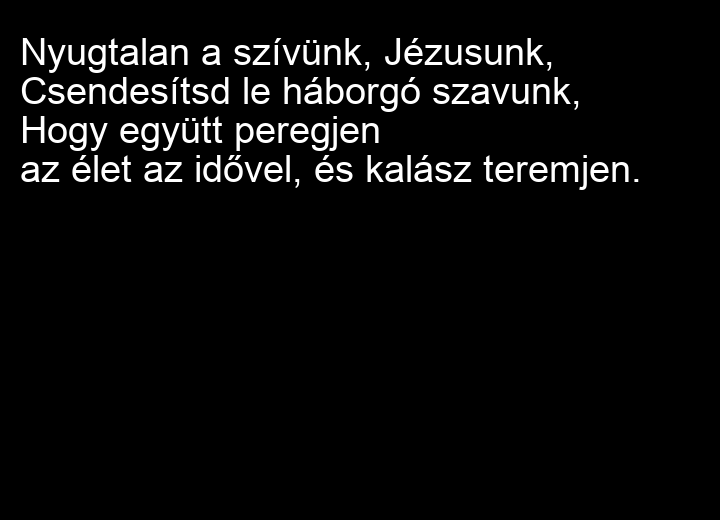 Nyugtalan a szívünk, Jézusunk,
Csendesítsd le háborgó szavunk,
Hogy együtt peregjen
az élet az idővel, és kalász teremjen.